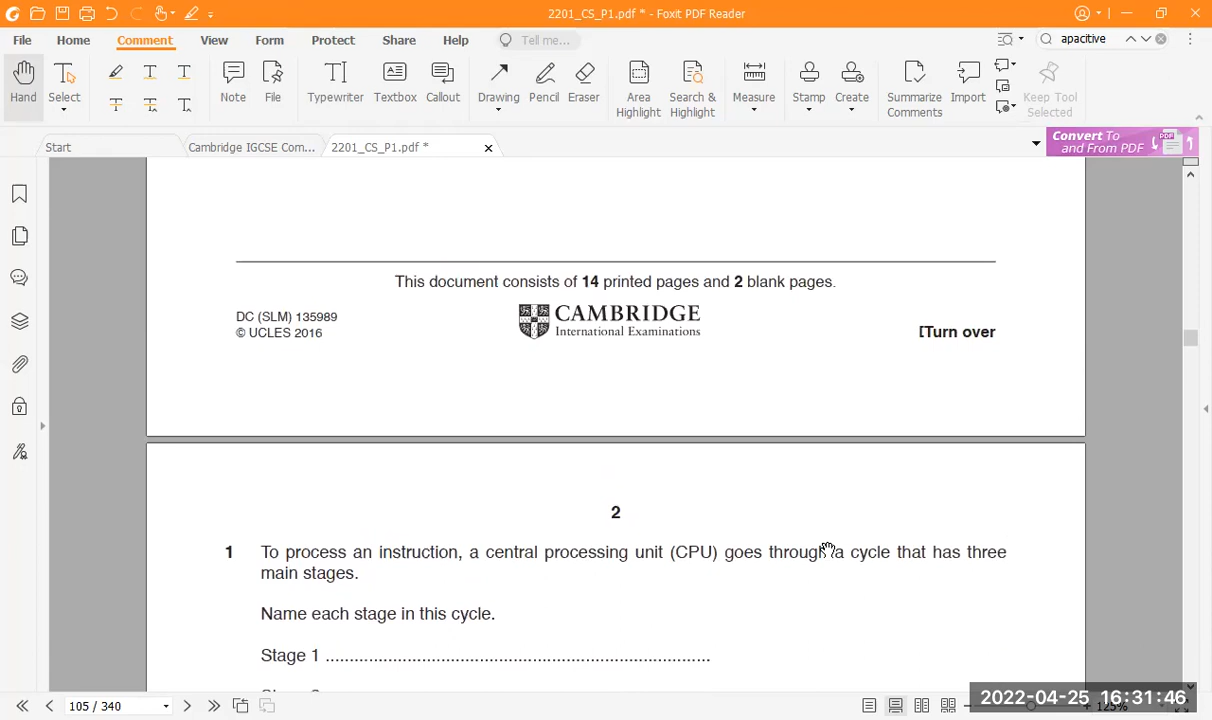 2201_CS_P1.pdf * - Foxit PDF Reader
File Home Comment View Form Protect Share Help Tell me... apacitive
Hand Select Note File Typewriter Textbox Callout Drawing Pencil Eraser Area Highlight Search & Highlight Measure Stamp Create Summarize Comments Import Keep Tool Selected
Start Cambridge IGCSE Com... 2201_CS_P1.pdf *
Convert To
and From PDF
PDF
This document consists of 14 printed pages and 2 blank pages.
DC (SLM) 135989
© UCLES 2016
CAMBRIDGE
International Examinations
[Turn over
2
1 To process an instruction, a central processing unit (CPU) goes through a cycle that has three
main stages.
Name each stage in this cycle.
Stage 1 ................................................................................
105 / 340
2022-04-25 16:31:46